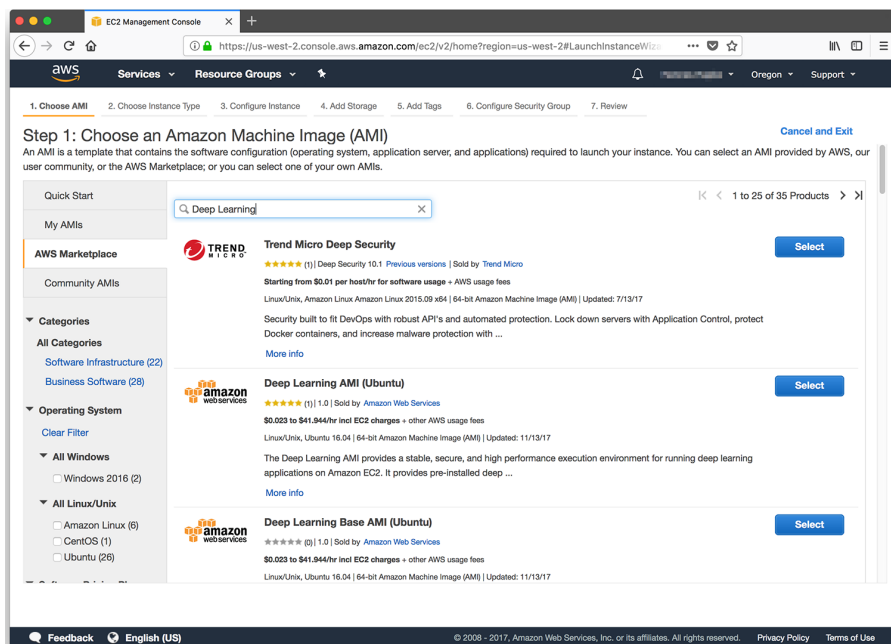 EC2 Management Console
https://us-west-2.console.aws.amazon.com/ec2/v2/home?region=us-west-2#LaunchInstanceWiza
aws Services Resource Groups Oregon Support
1. Choose AMI 2. Choose Instance Type 3. Configure Instance 4. Add Storage 5. Add Tags 6. Configure Security Group 7. Review
Step 1: Choose an Amazon Machine Image (AMI)
Cancel and Exit
An AMI is a template that contains the software configuration (operating system, application server, and applications) required to launch your instance. You can select an AMI provided by AWS, our
user community, or the AWS Marketplace; or you can select one of your own AMIs.
Quick Start
My AMIs
AWS Marketplace
Community AMIs
Categories
All Categories
Software Infrastructure (22)
Business Software (28)
Operating System
Clear Filter
All Windows
Windows 2016 (2)
All Linux/Unix
Amazon Linux (6)
CentOS (1)
Ubuntu (26)
Deep Learning
1 to 25 of 35 Products
TREND
MICRO
Trend Micro Deep Security
Select
(1) | Deep Security 10.1 Previous versions | Sold by Trend Micro
Starting from $0.01 per host/hr for software usage + AWS usage fees
Linux/Unix, Amazon Linux Amazon Linux 2015.09 x64 | 64-bit Amazon Machine Image (AMI) | Updated: 7/13/17
Security built to fit DevOps with robust API's and automated protection. Lock down servers with Application Control, protect
Docker containers, and increase malware protection with ...
More info
amazon
webservices
Deep Learning AMI (Ubuntu)
Select
(1) | 1.0 | Sold by Amazon Web Services
$0.023 to $41.944/hr incl EC2 charges + other AWS usage fees
Linux/Unix, Ubuntu 16.04 | 64-bit Amazon Machine Image (AMI) | Updated: 11/13/17
The Deep Learning AMI provides a stable, secure, and high performance execution environment for running deep learning
applications on Amazon EC2. It provides pre-installed deep ...
More info
amazon
webservices
Deep Learning Base AMI (Ubuntu)
Select
(0) | 1.0 | Sold by Amazon Web Services
$0.023 to $41.944/hr incl EC2 charges + other AWS usage fees
Linux/Unix, Ubuntu 16.04 | 64-bit Amazon Machine Image (AMI) | Updated: 11/13/17
Feedback English (US) © 2008 - 2017, Amazon Web Services, Inc. or its affiliates. All rights reserved. Privacy Policy Terms of Use